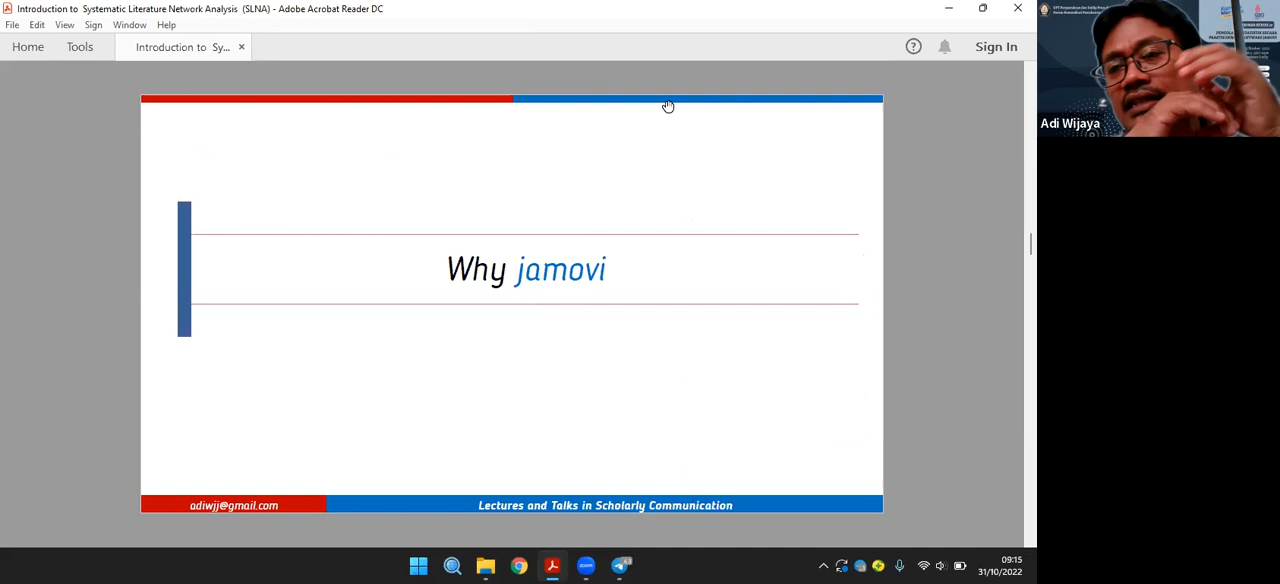 Introduction to Systematic Literature Network Analysis (SLNA) - Adobe Acrobat Reader DC
File Edit View Sign Window Help
Home Tools Introduction to Sy... × Sign In
Why jamovi
adiwjj@gmail.com Lectures and Talks in Scholarly Communication
Adi Wijaya
zoom
09:15
31/10/2022